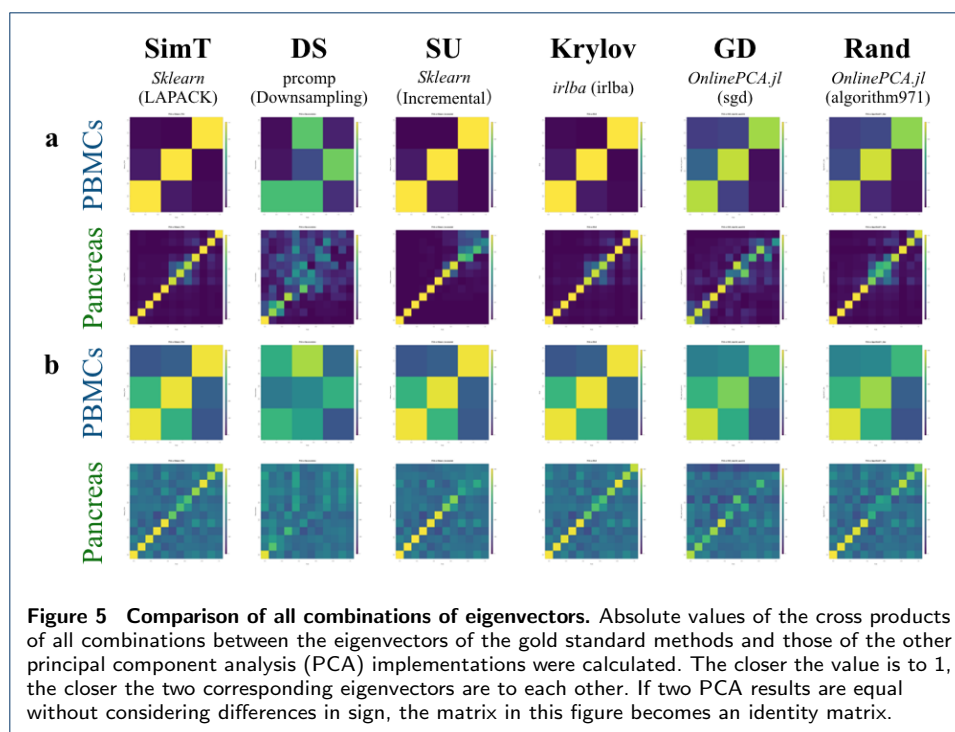 SimT DS SU Krylov GD Rand
Sklearn prcomp Sklearn irlba (irlba) OnlinePCA.jl OnlinePCA.jl
(LAPACK) (Downsampling) (Incremental) (sgd) (algorithm971)
a
PBMCs
Pancreas
b
PBMCs
Pancreas
Figure 5 Comparison of all combinations of eigenvectors. Absolute values of the cross products
of all combinations between the eigenvectors of the gold standard methods and those of the other
principal component analysis (PCA) implementations were calculated. The closer the value is to 1,
the closer the two corresponding eigenvectors are to each other. If two PCA results are equal
without considering differences in sign, the matrix in this figure becomes an identity matrix.